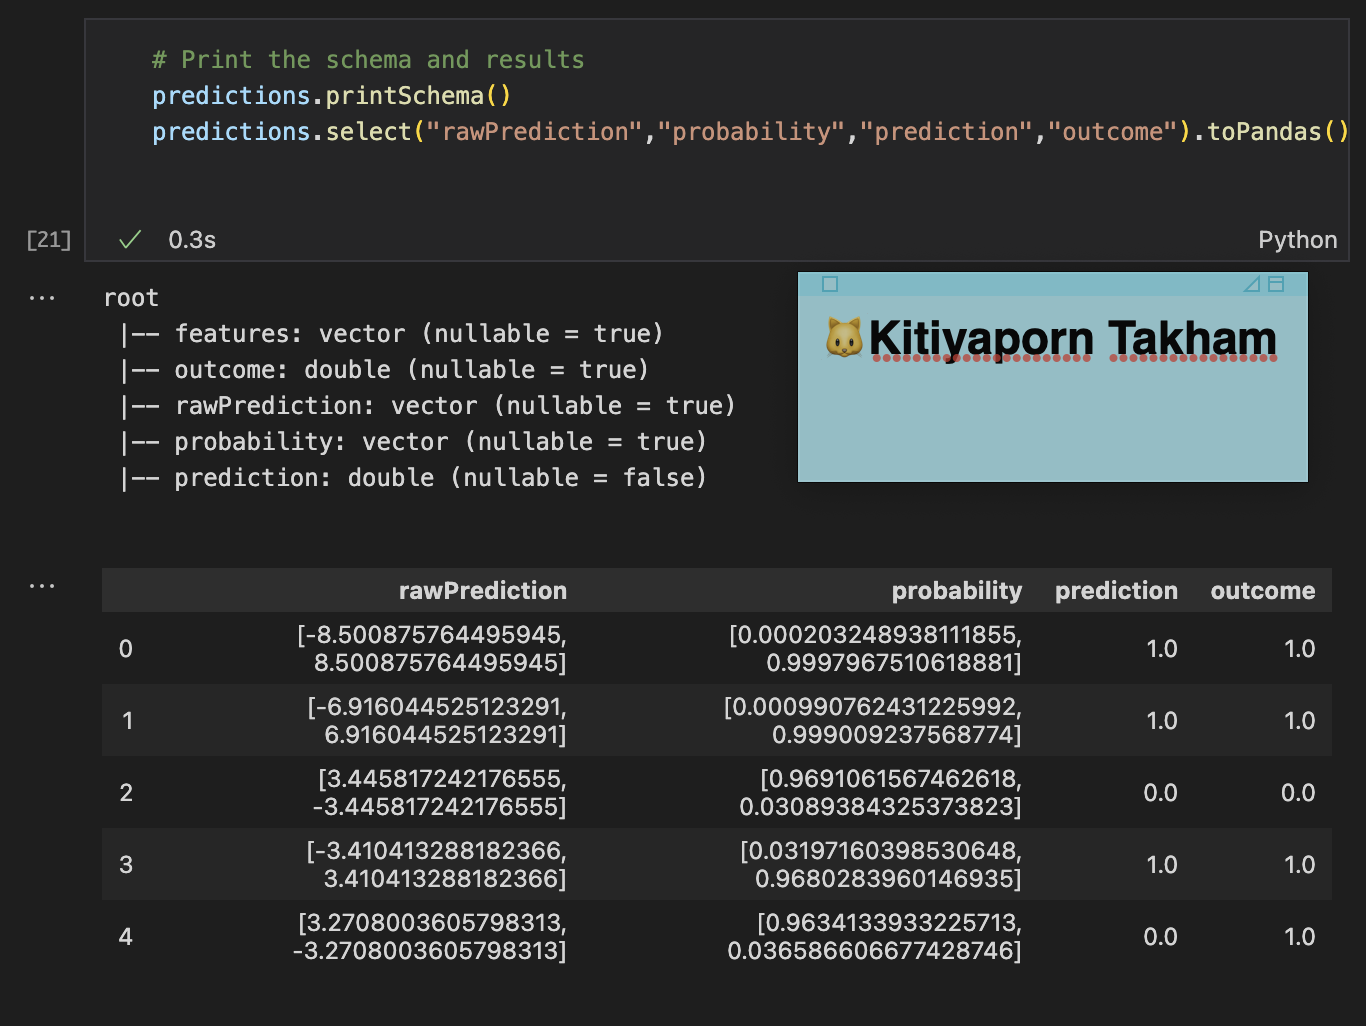 # Print the schema and results
predictions.printSchema()
predictions.select("rawPrediction","probability","prediction","outcome").toPandas()
[21] 0.3s Python
root
|-- features: vector (nullable = true)
|-- outcome: double (nullable = true)
|-- rawPrediction: vector (nullable = true)
|-- probability: vector (nullable = true)
|-- prediction: double (nullable = false)
🐱Kitiyaporn Takham
rawPrediction probability prediction outcome
0 [-8.500875764495945, [0.000203248938111855, 1.0 1.0
8.500875764495945] 0.9997967510618881]
1 [-6.916044525123291, [0.000990762431225992, 1.0 1.0
6.916044525123291] 0.999009237568774]
2 [3.445817242176555, [0.9691061567462618, 0.0 0.0
-3.445817242176555] 0.03089384325373823]
3 [-3.410413288182366, [0.03197160398530648, 1.0 1.0
3.410413288182366] 0.9680283960146935]
4 [3.2708003605798313, [0.9634133933225713, 0.0 1.0
-3.2708003605798313] 0.036586606677428746]